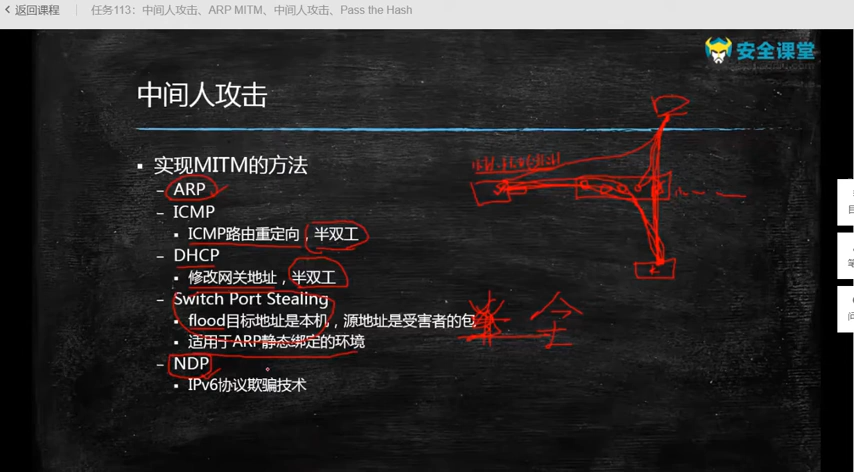 返回课程 任务113：中间人攻击、ARP MITM、中间人攻击、Pass the Hash
安全课堂
中间人攻击
实现MITM的方法
– ARP
– ICMP
ICMP路由重定向，半双工
– DHCP
修改网关地址，半双工
– Switch Port Stealing
flood目标地址是本机，源地址是受害者的包
适用于ARP静态绑定的环境
– NDP
IPv6协议欺骗技术
全